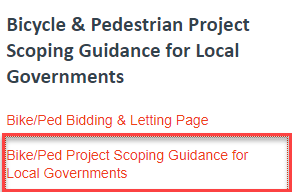 Bicycle & Pedestrian Project
Scoping Guidance for Local
Governments
Bike/Ped Bidding & Letting Page
Bike/Ped Project Scoping Guidance for
Local Governments